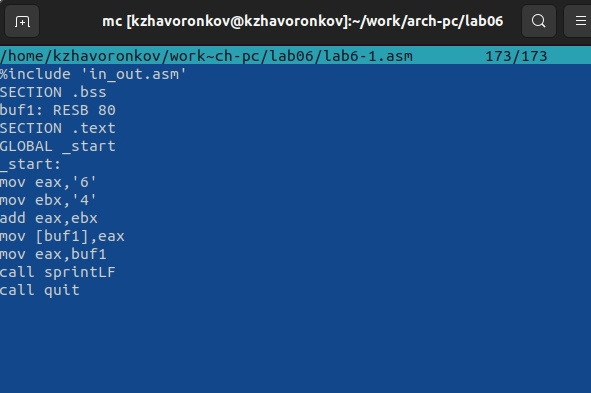 mc [kzhavoronkov@kzhavoronkov]:~/work/arch-pc/lab06
/home/kzhavoronkov/work~ch-pc/lab06/lab6-1.asm 173/173
%include 'in_out.asm'
SECTION .bss
buf1: RESB 80
SECTION .text
GLOBAL _start
_start:
mov eax,'6'
mov ebx,'4'
add eax,ebx
mov [buf1],eax
mov eax,buf1
call sprintLF
call quit